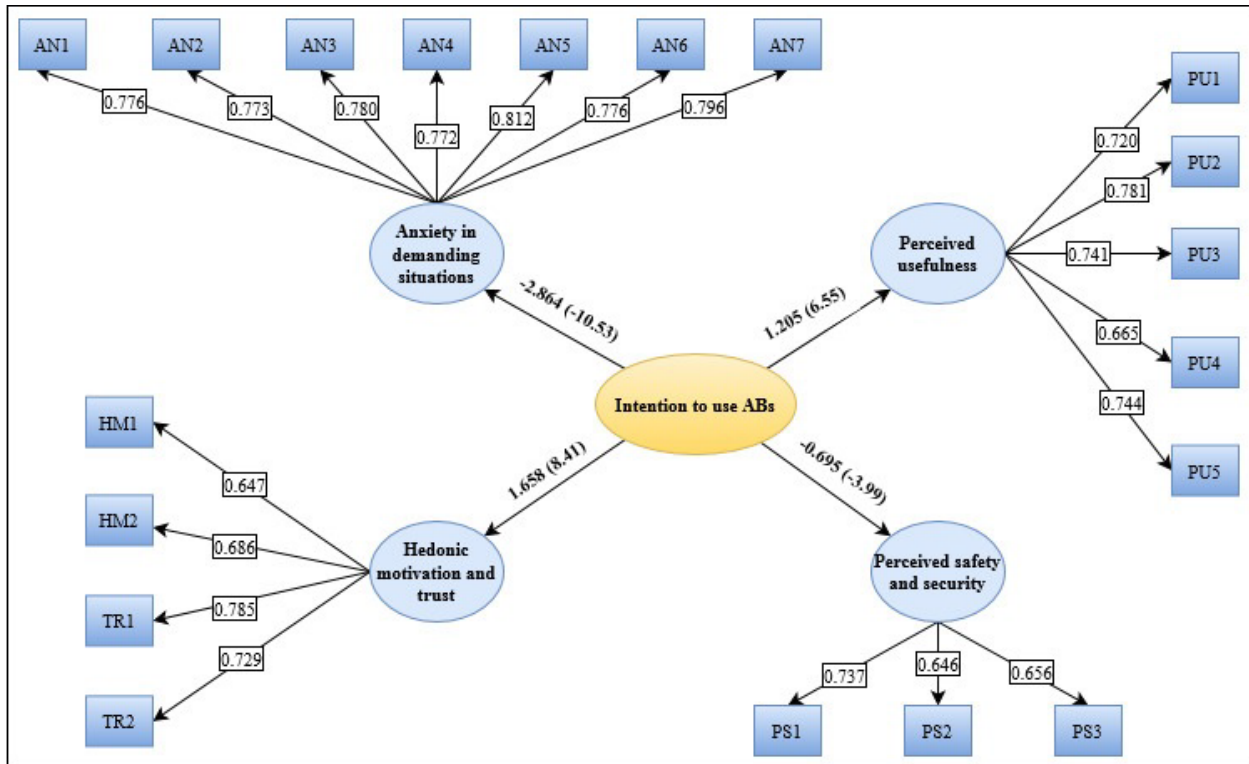 AN1 AN2 AN3 AN4 AN5 AN6 AN7
0.776 0.773 0.780 0.772 0.812 0.776 0.796
PU1
0.720
PU2
0.781
PU3
0.741
PU4
0.665
PU5
0.744
Anxiety in
demanding
situations
Perceived
usefulness
-2.864 (-10.53)
1.205 (6.55)
Intention to use ABs
1.658 (8.41)
-0.695 (-3.99)
HM1
0.647
HM2
0.686
TR1
0.785
TR2
0.729
Hedonic
motivation and
trust
Perceived safety
and security
0.737 0.646 0.656
PS1 PS2 PS3